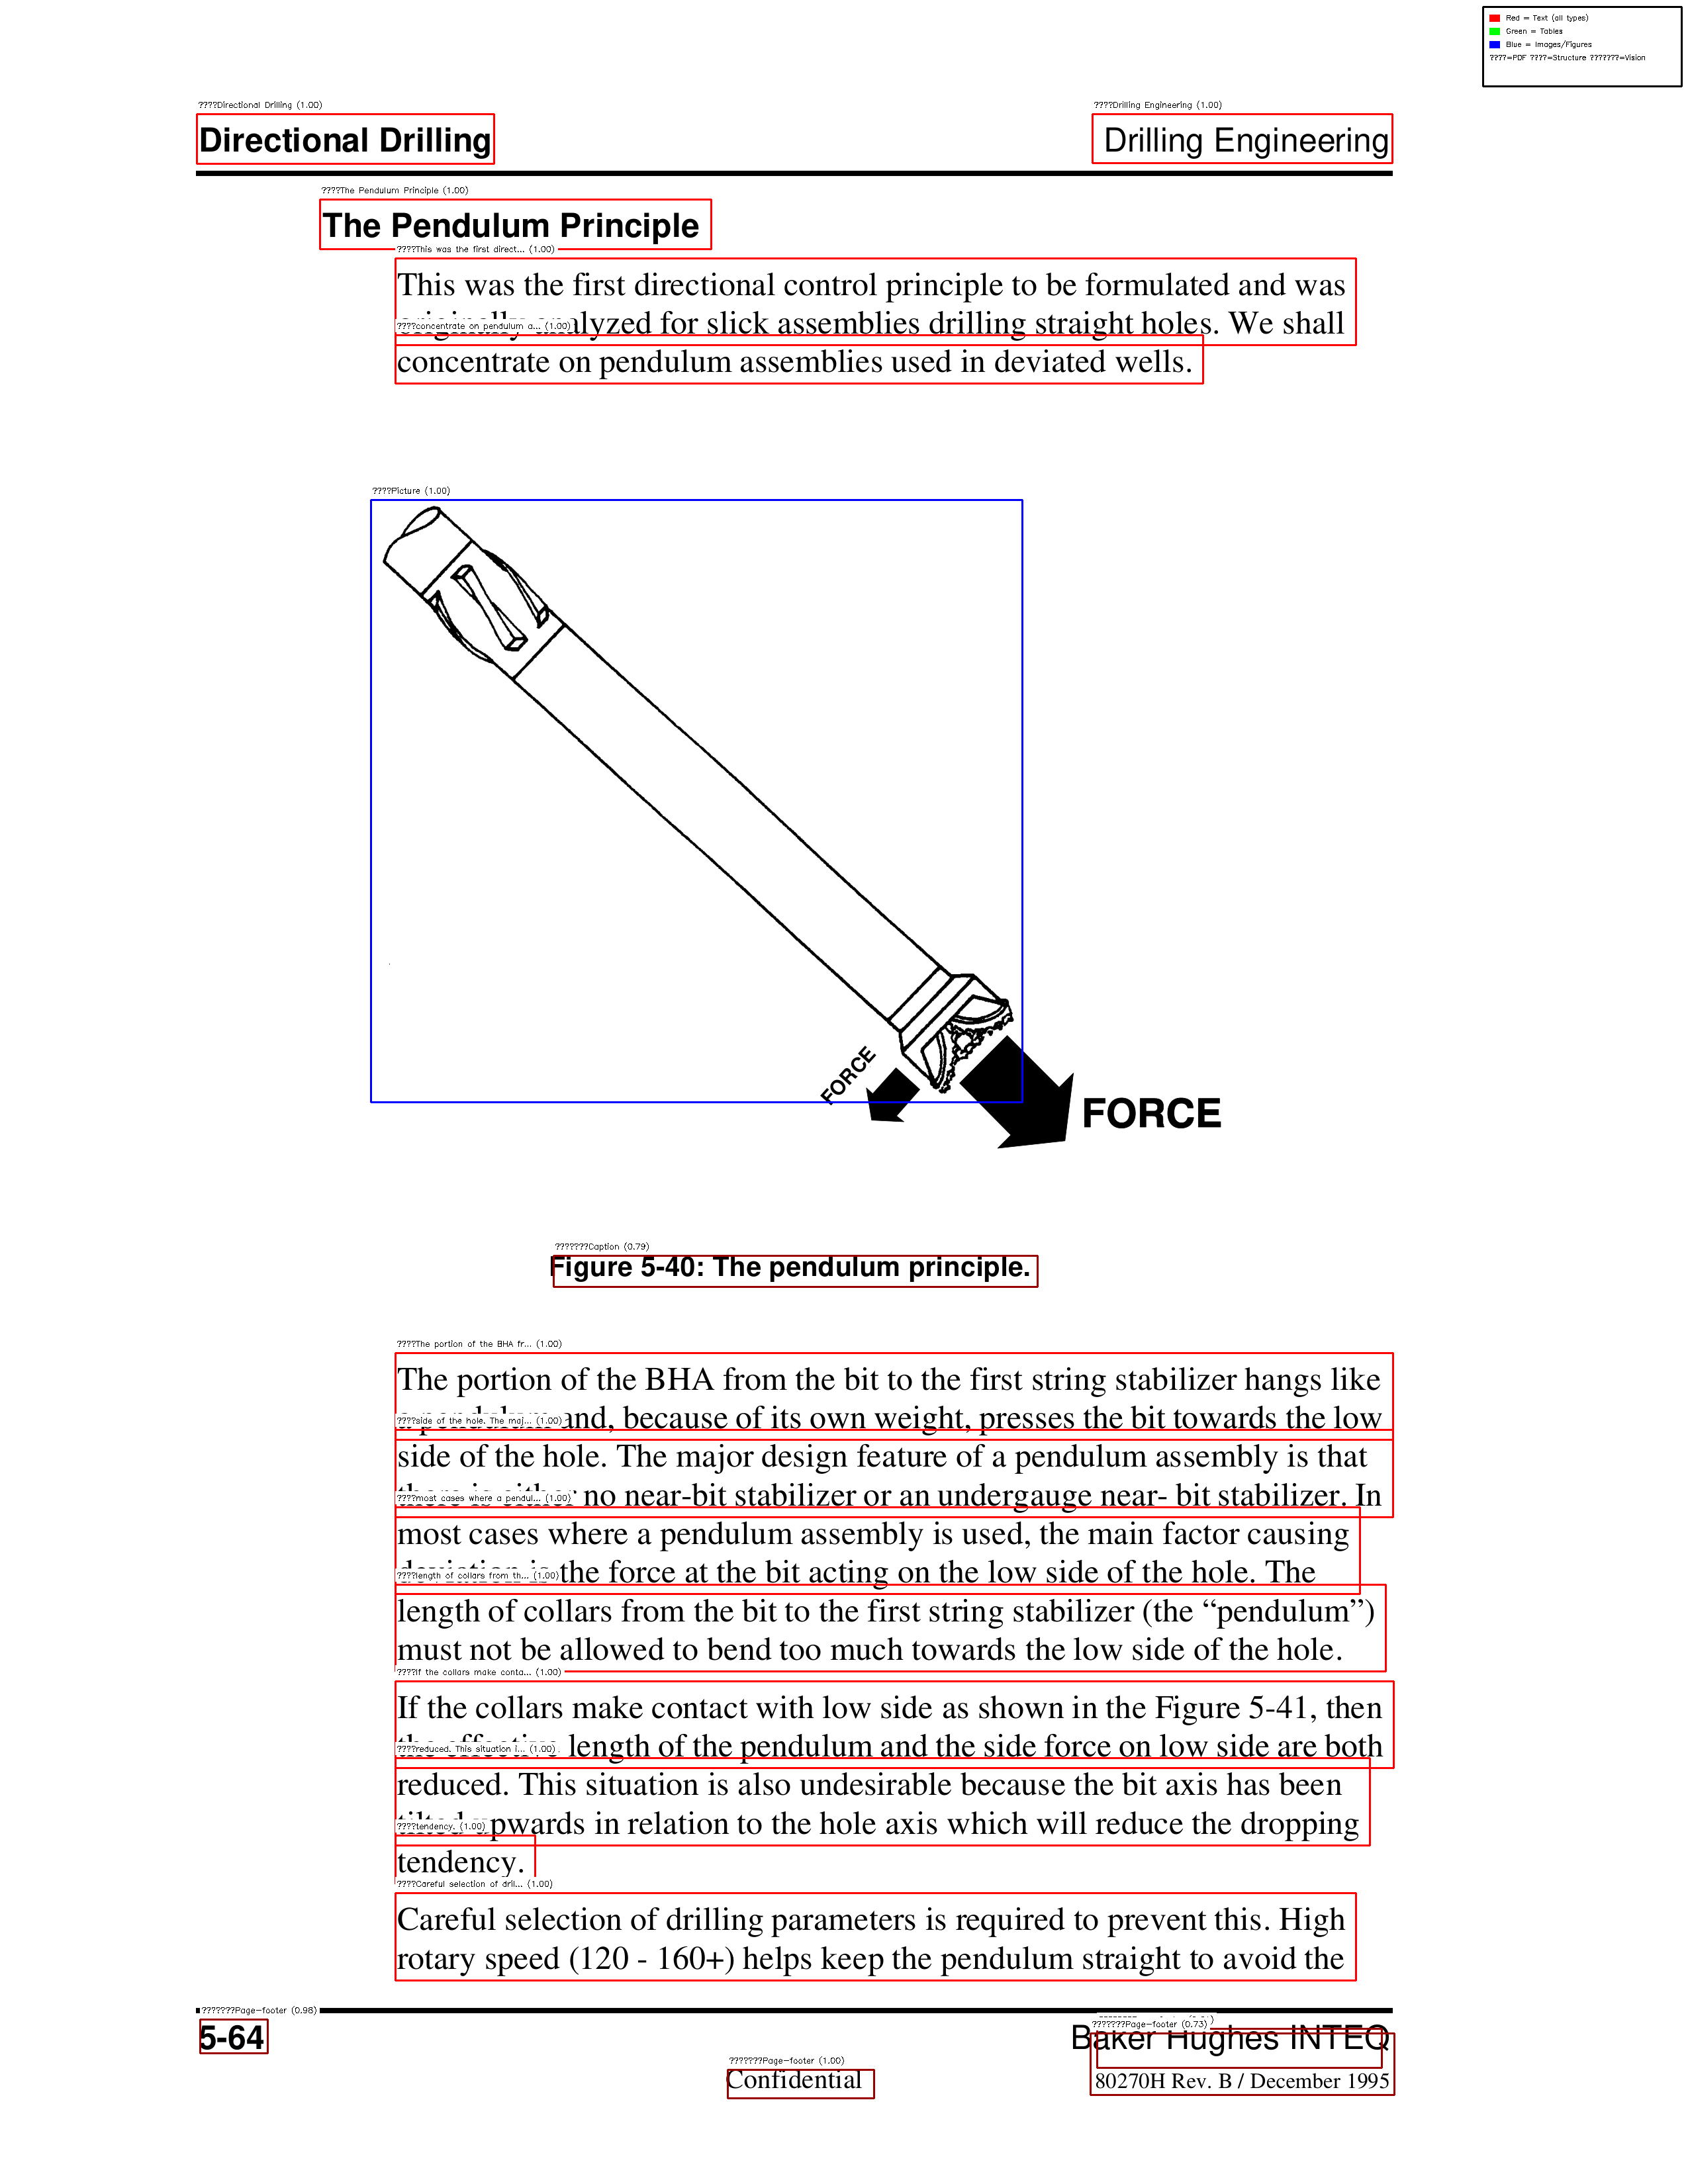 Red = Text (all types)
Green = Tables
Blue = Images/Figures
????=PDF ????=Structure ???????=Vision
????Directional Drilling (1.00)
????Drilling Engineering (1.00)
Directional Drilling
Drilling Engineering
????The Pendulum Principle (1.00)
The Pendulum Principle
????This was the first direct... (1.00)
This was the first directional control principle to be formulated and was
originally analyzed for slick assemblies drilling straight holes. We shall
????concentrate on pendulum a... (1.00)
concentrate on pendulum assemblies used in deviated wells.
????Picture (1.00)
FORCE
FORCE
???????Caption (0.79)
Figure 5-40: The pendulum principle.
????The portion of the BHA fr... (1.00)
The portion of the BHA from the bit to the first string stabilizer hangs like
a pendulum and, because of its own weight, presses the bit towards the low
????side of the hole. The maj... (1.00)
side of the hole. The major design feature of a pendulum assembly is that
there is either no near-bit stabilizer or an undergauge near- bit stabilizer. In
????most cases where a pendul... (1.00)
most cases where a pendulum assembly is used, the main factor causing
deviation is the force at the bit acting on the low side of the hole. The
????length of collars from th... (1.00)
length of collars from the bit to the first string stabilizer (the “pendulum”)
must not be allowed to bend too much towards the low side of the hole.
????If the collars make conta... (1.00)
If the collars make contact with low side as shown in the Figure 5-41, then
the effective length of the pendulum and the side force on low side are both
????reduced. This situation i... (1.00)
reduced. This situation is also undesirable because the bit axis has been
tilted upwards in relation to the hole axis which will reduce the dropping
????tendency. (1.00)
tendency.
????Careful selection of dril... (1.00)
Careful selection of drilling parameters is required to prevent this. High
rotary speed (120 - 160+) helps keep the pendulum straight to avoid the
???????Page-footer (0.98)
5-64
???????Page-footer (0.73)
Baker Hughes INTEQ
???????Page-footer (1.00)
Confidential
80270H Rev. B / December 1995